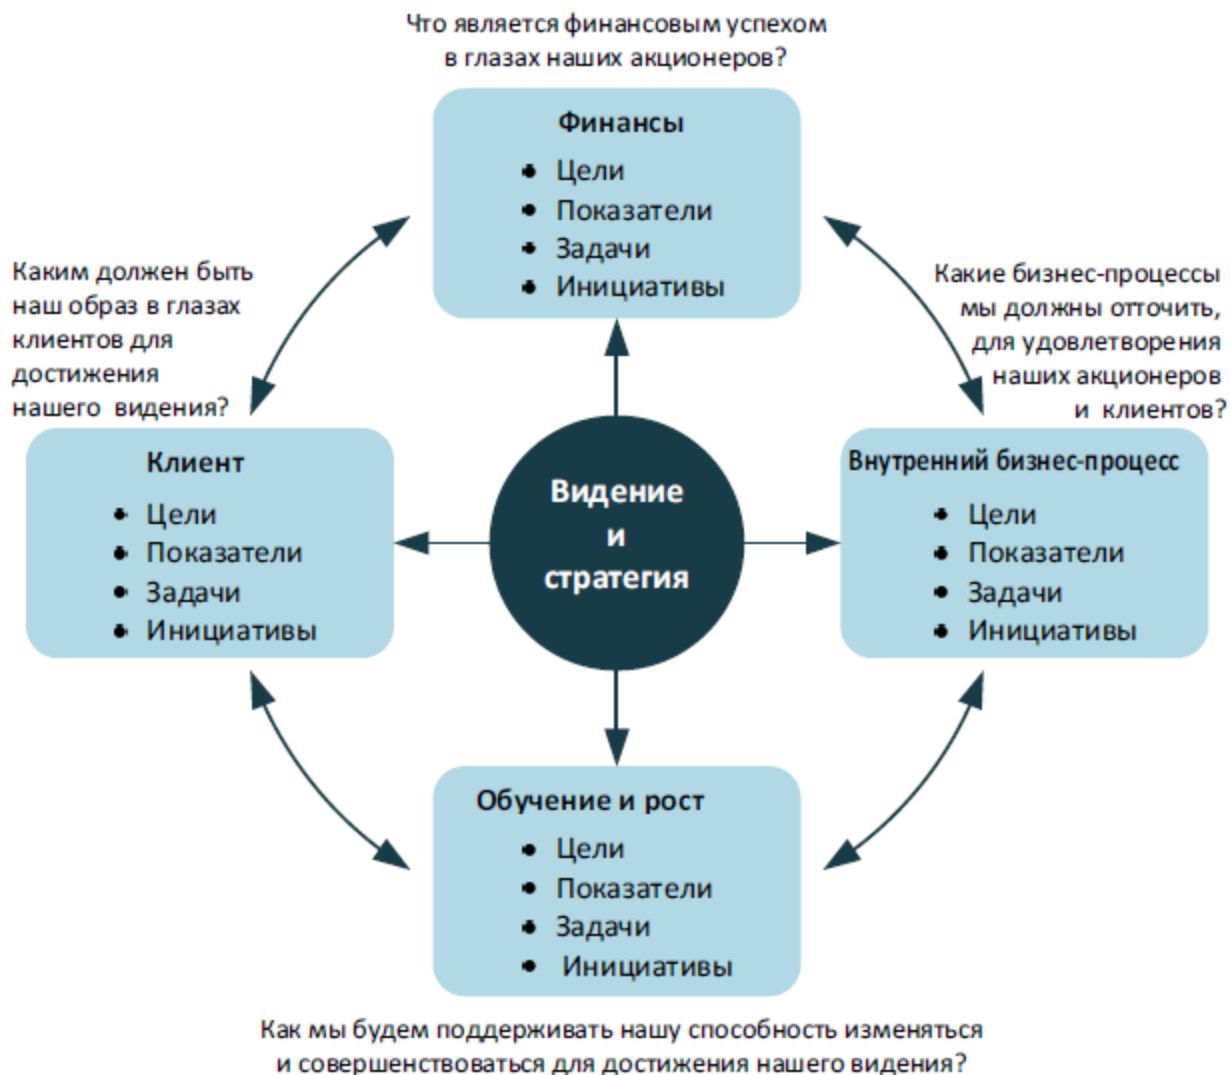 Что является финансовым успехом
в глазах наших акционеров?
Финансы
Цели
Показатели
Задачи
Инициативы
Каким должен быть
наш образ в глазах
клиентов для
достижения
нашего видения?
Какие бизнес-процессы
мы должны отточить,
для удовлетворения
наших акционеров
и клиентов?
Клиент
Цели
Показатели
Задачи
Инициативы
Видение
и
стратегия
Внутренний бизнес-процесс
Цели
Показатели
Задачи
Инициативы
Обучение и рост
Цели
Показатели
Задачи
Инициативы
Как мы будем поддерживать нашу способность изменяться
и совершенствоваться для достижения нашего видения?